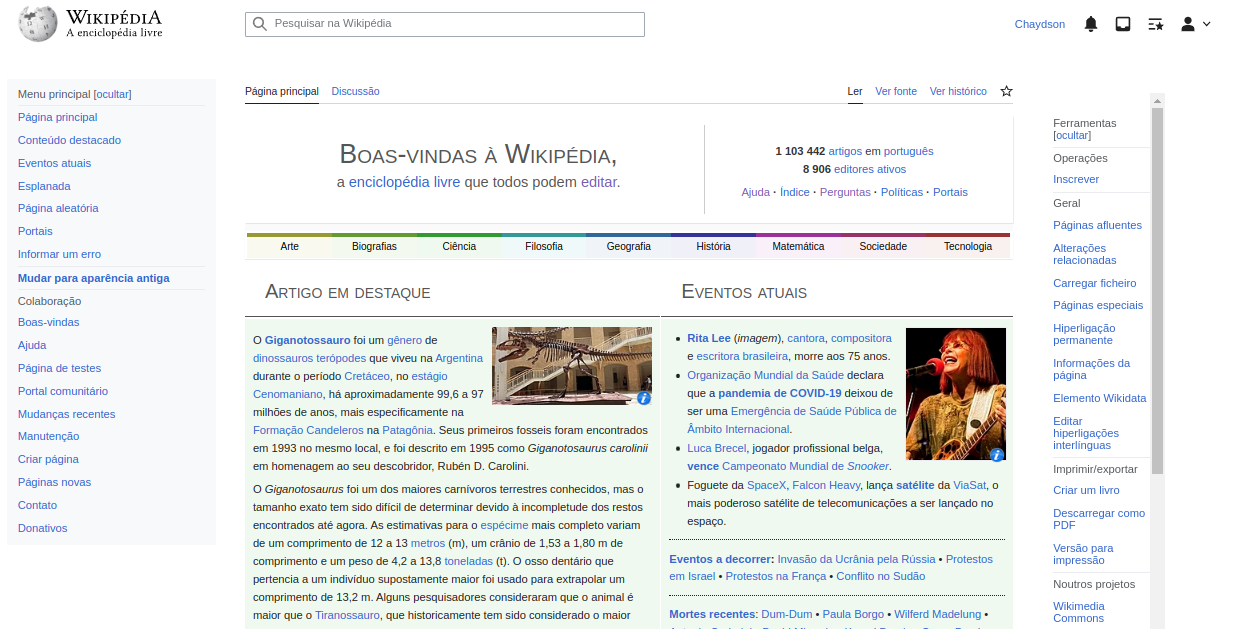 WIKIPÉDIA
A enciclopédia livre
Pesquisar na Wikipédia
Chaydson
Menu principal [ocultar]
Página principal
Conteúdo destacado
Eventos atuais
Esplanada
Página aleatória
Portais
Informar um erro
Mudar para aparência antiga
Colaboração
Boas-vindas
Ajuda
Página de testes
Portal comunitário
Mudanças recentes
Manutenção
Criar página
Páginas novas
Contato
Donativos
Página principal Discussão
Ler Ver fonte Ver histórico
Boas-vindas à Wikipédia,
a enciclopédia livre que todos podem editar.
1 103 442 artigos em português
8 906 editores ativos
Ajuda · Índice · Perguntas · Políticas · Portais
Arte Biografias Ciência Filosofia Geografia História Matemática Sociedade Tecnologia
Artigo em destaque
O Giganotossauro foi um gênero de
dinossauros terópodes que viveu na Argentina
durante o período Cretáceo, no estágio
Cenomaniano, há aproximadamente 99,6 a 97
milhões de anos, mais especificamente na
Formação Candeleros na Patagônia. Seus primeiros fosseis foram encontrados
em 1993 no mesmo local, e foi descrito em 1995 como Giganotosaurus carolinii
em homenagem ao seu descobridor, Rubén D. Carolini.
O Giganotosaurus foi um dos maiores carnívoros terrestres conhecidos, mas o
tamanho exato tem sido difícil de determinar devido à incompletude dos restos
encontrados até agora. As estimativas para o espécime mais completo variam
de um comprimento de 12 a 13 metros (m), um crânio de 1,53 a 1,80 m de
comprimento e um peso de 4,2 a 13,8 toneladas (t). O osso dentário que
pertencia a um indivíduo supostamente maior foi usado para extrapolar um
comprimento de 13,2 m. Alguns pesquisadores consideraram que o animal é
maior que o Tiranossauro, que historicamente tem sido considerado o maior
Eventos atuais
• Rita Lee (imagem), cantora, compositora
e escritora brasileira, morre aos 75 anos.
• Organização Mundial da Saúde declara
que a pandemia de COVID-19 deixou de
ser uma Emergência de Saúde Pública de
Âmbito Internacional.
• Luca Brecel, jogador profissional belga,
vence Campeonato Mundial de Snooker.
• Foguete da SpaceX, Falcon Heavy, lança satélite da ViaSat, o
mais poderoso satélite de telecomunicações a ser lançado no
espaço.
Eventos a decorrer: Invasão da Ucrânia pela Rússia • Protestos
em Israel • Protestos na França • Conflito no Sudão
Mortes recentes: Dum-Dum • Paula Borgo • Wilferd Madelung •
Ferramentas
[ocultar]
Operações
Inscrever
Geral
Páginas afluentes
Alterações
relacionadas
Carregar ficheiro
Páginas especiais
Hiperligação
permanente
Informações da
página
Elemento Wikidata
Editar
hiperligações
interlínguas
Imprimir/exportar
Criar um livro
Descarregar como
PDF
Versão para
impressão
Noutros projetos
Wikimedia
Commons